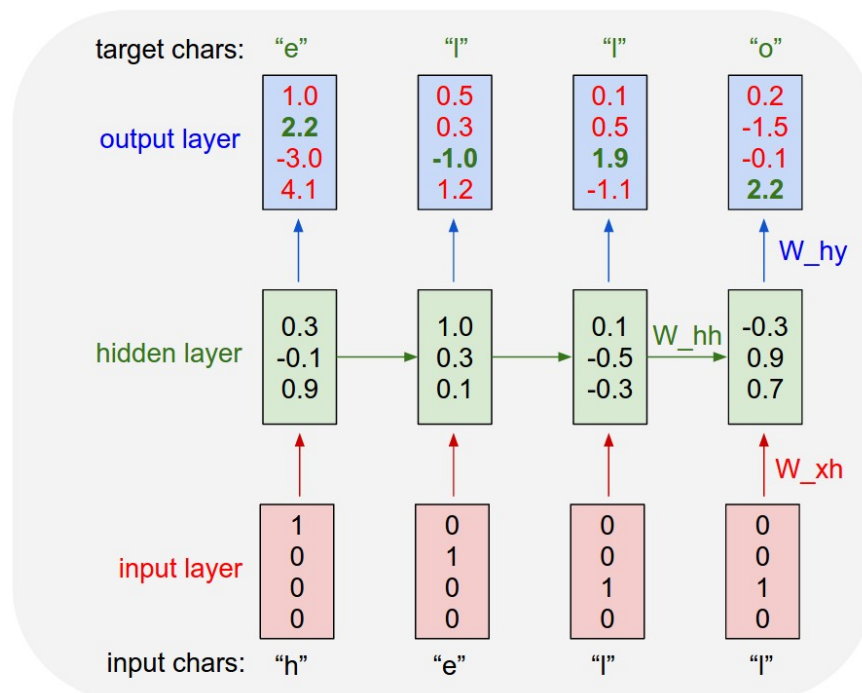 target chars: “e” “l” “l” “o”
1.0 0.5 0.1 0.2
output layer 2.2 0.3 0.5 -1.5
-3.0 -1.0 1.9 -0.1
4.1 1.2 -1.1 2.2
W_hy
0.3 1.0 0.1 -0.3
hidden layer -0.1 0.3 -0.5 W_hh 0.9
0.9 0.1 -0.3 0.7
W_xh
1 0 0 0
0 1 0 0
input layer 0 0 1 1
0 0 0 0
input chars: “h” “e” “l” “l”